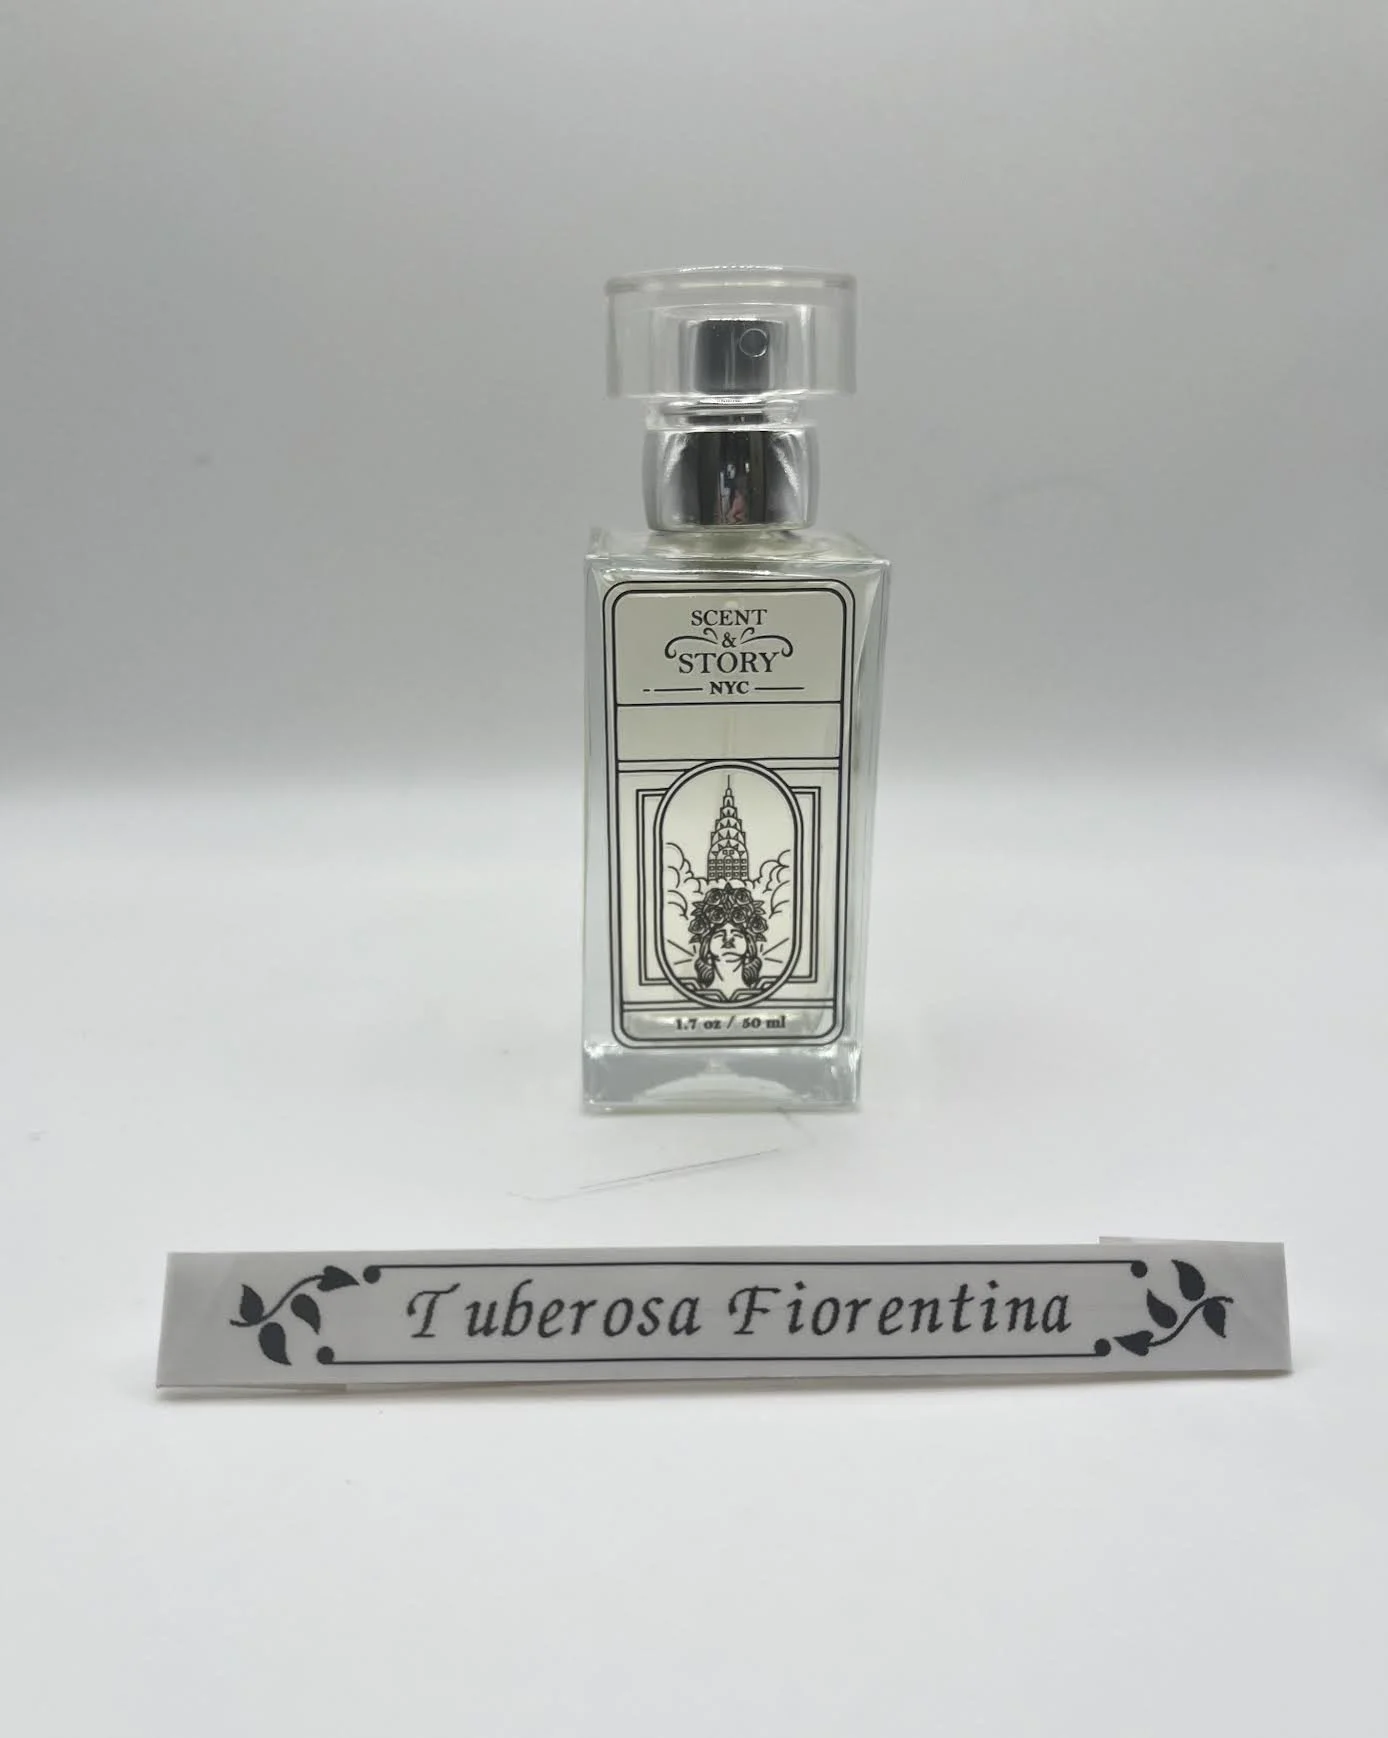 SCENT
&
STORY
NYC
1.7 oz / 50 ml
Tuberosa Fiorentina